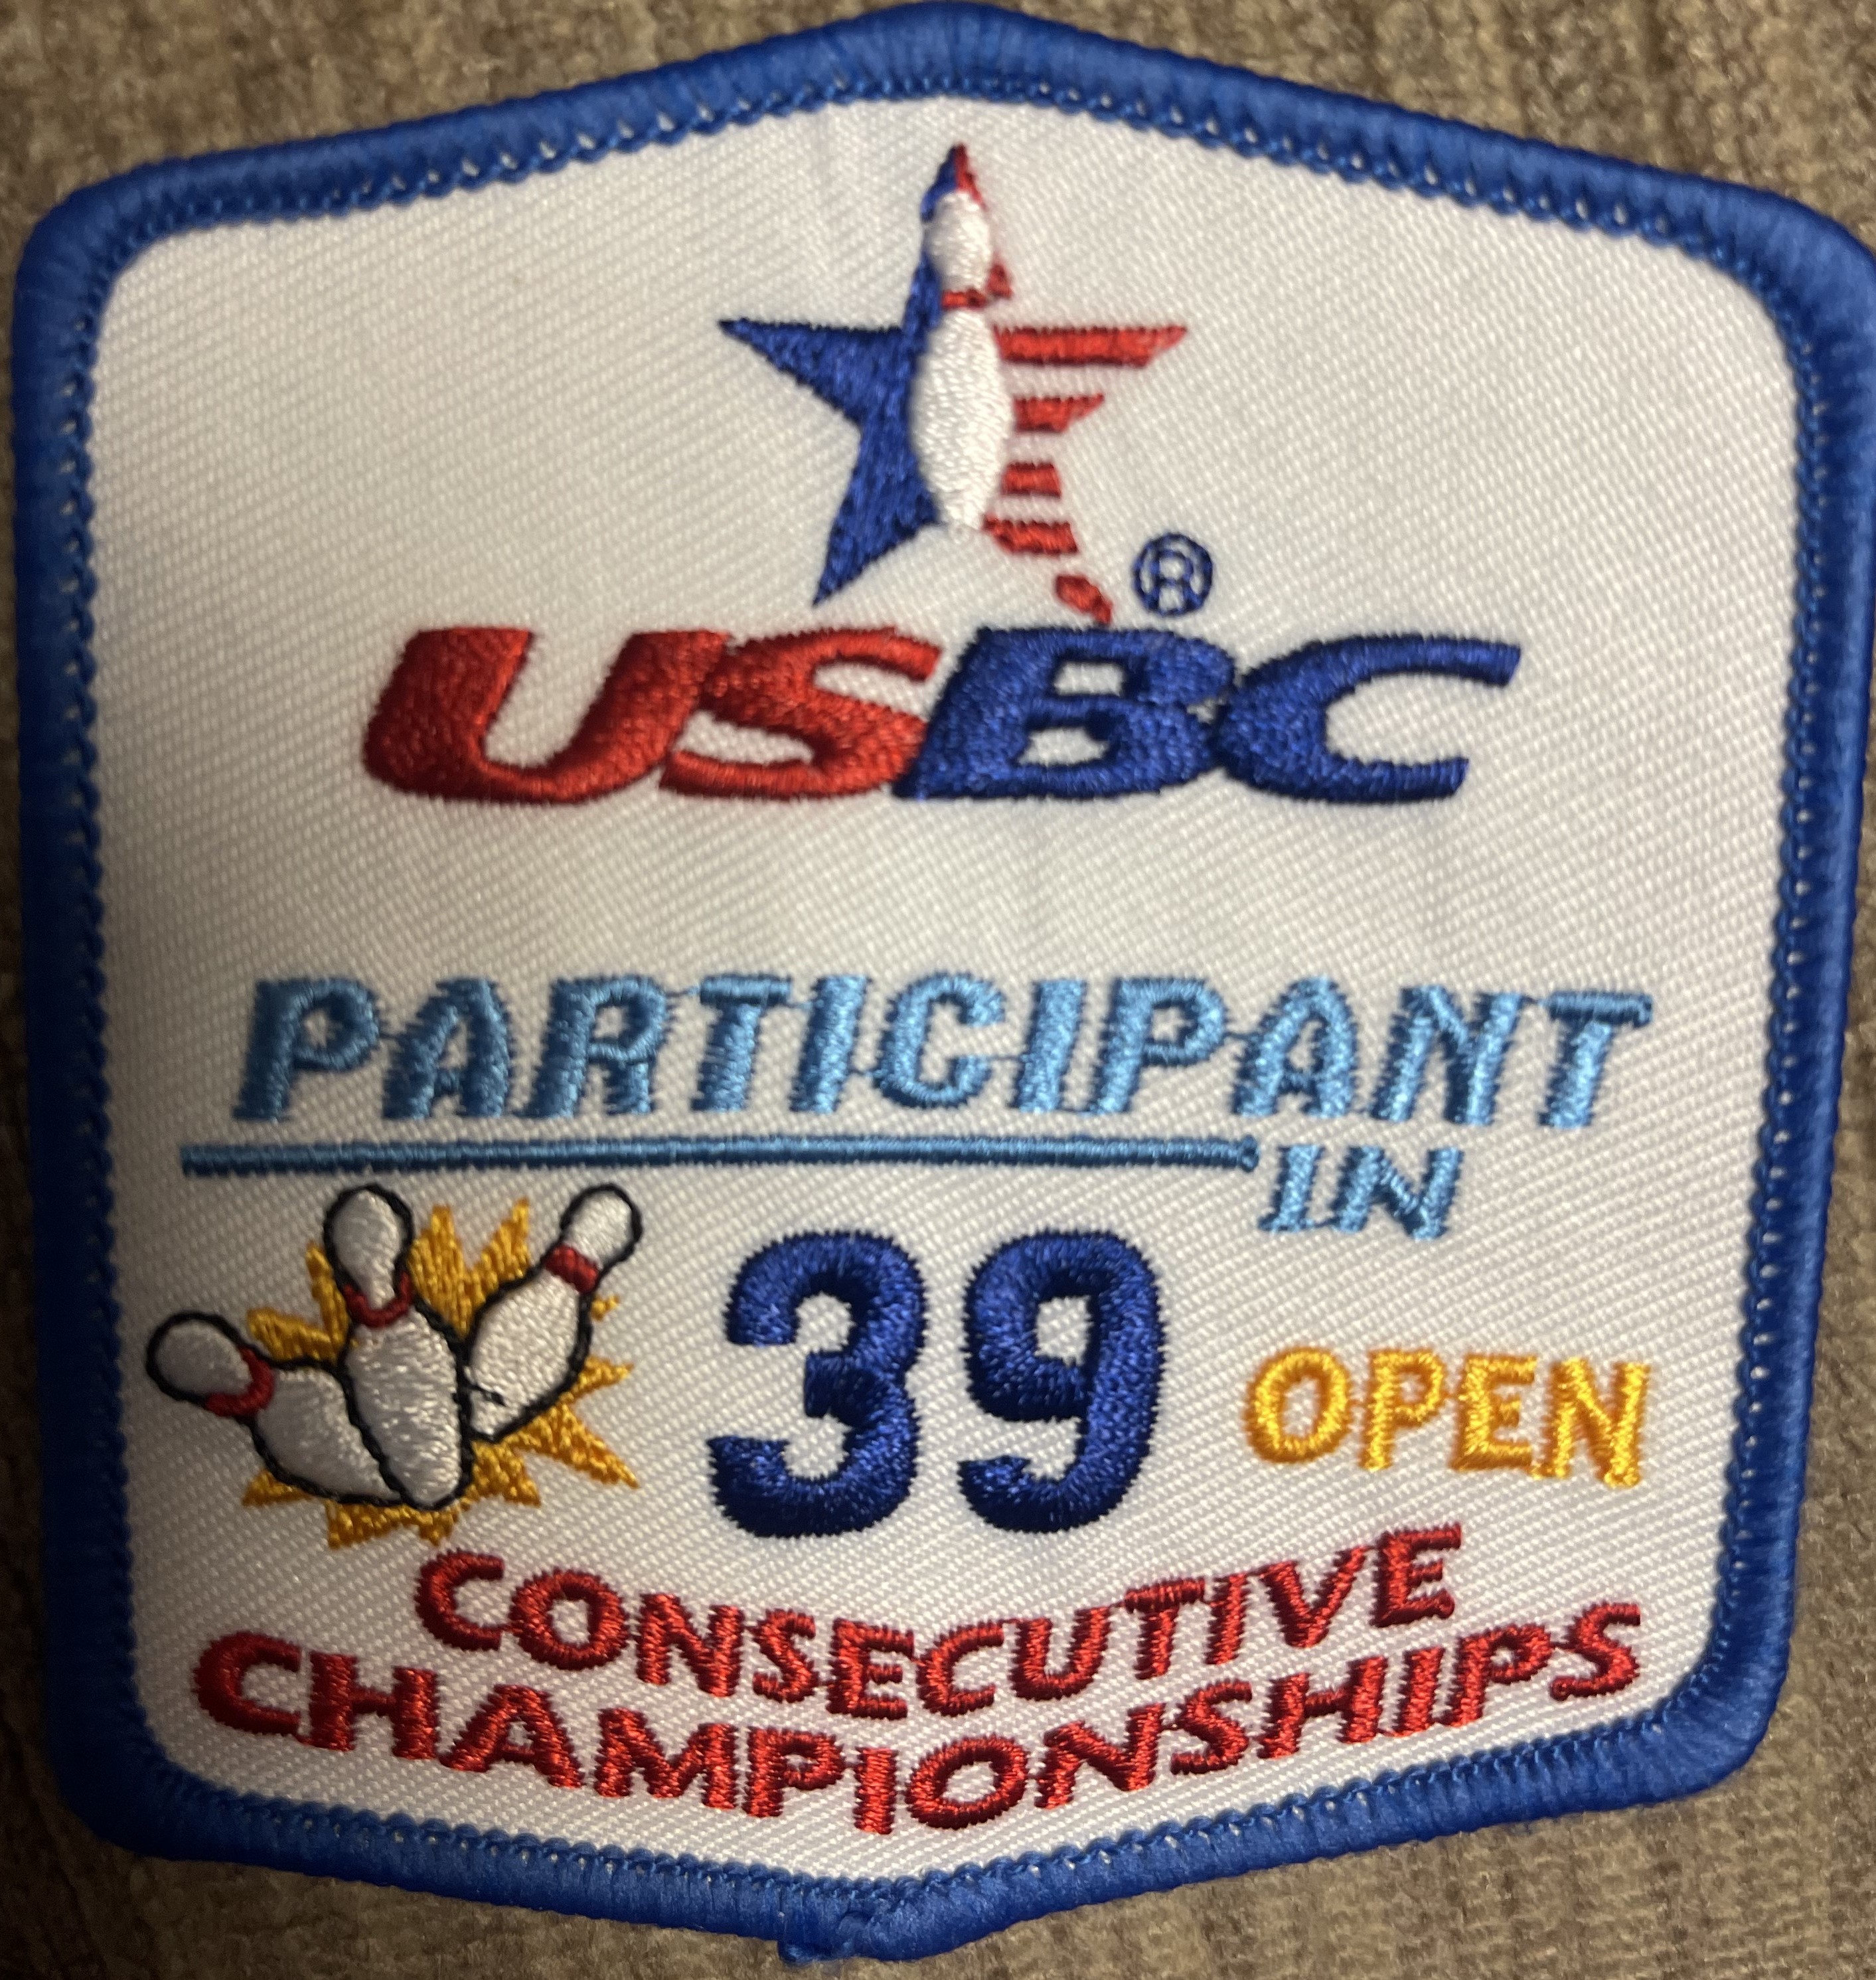 ®
USBC
PARTICIPANT
IN
39 OPEN
CONSECUTIVE
CHAMPIONSHIPS